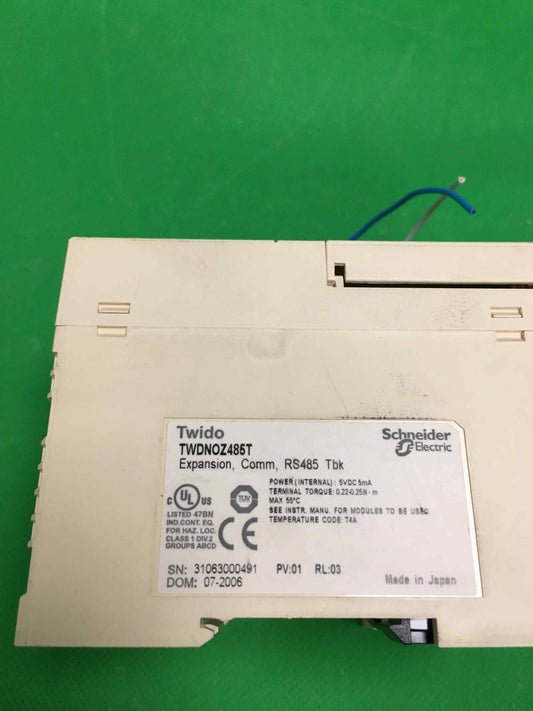 Twido
TWDNOZ485T
Expansion, Comm, RS485 Tbk
Schneider
Electric
POWER (INTERNAL) : 5VDC 5mA
TERMINAL TORQUE: 0.22-0.25N・m
MAX 55°C
SEE INSTR. MANU. FOR MODULES TO BE USED.
TEMPERATURE CODE: T4A
C UL US
LISTED 47BN
IND.CONT. EQ.
FOR HAZ. LOC.
CLASS 1 DIV.2
GROUPS ABCD
TÜV
CE
SN: 31063000491 PV:01 RL:03
DOM: 07-2006
Made in Japan